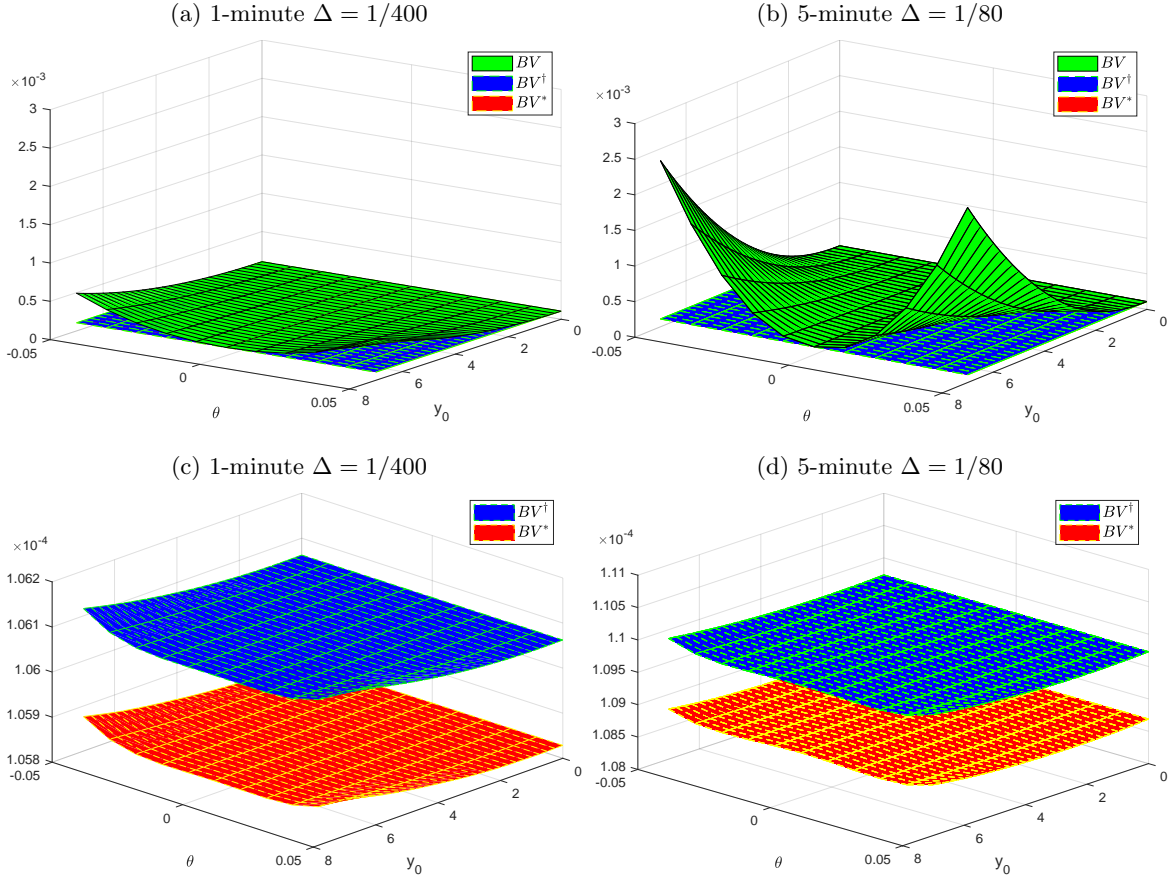 (a) 1-minute Δ = 1/400
×10⁻³
3
2.5
2
1.5
1
0.5
0
-0.05
0
0.05
θ
8
6
4
2
0
y₀
BV
BV†
BV*
(b) 5-minute Δ = 1/80
×10⁻³
3
2.5
2
1.5
1
0.5
0
-0.05
0
0.05
θ
8
6
4
2
0
y₀
BV
BV†
BV*
(c) 1-minute Δ = 1/400
×10⁻⁴
1.062
1.061
1.06
1.059
1.058
-0.05
0
0.05
θ
8
6
4
2
0
y₀
BV†
BV*
(d) 5-minute Δ = 1/80
×10⁻⁴
1.11
1.105
1.1
1.095
1.09
1.085
1.08
-0.05
0
0.05
θ
8
6
4
2
0
y₀
BV†
BV*